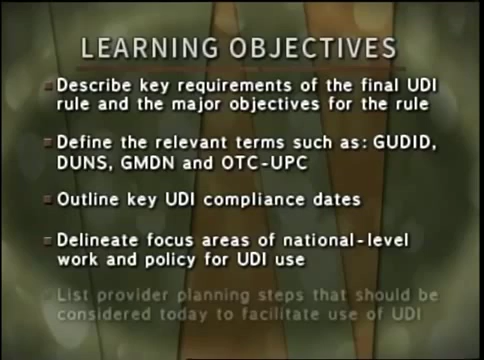 LEARNING OBJECTIVES
Describe key requirements of the final UDI
rule and the major objectives for the rule
Define the relevant terms such as: GUDID,
DUNS, GMDN and OTC-UPC
Outline key UDI compliance dates
Delineate focus areas of national-level
work and policy for UDI use
List provider planning steps that should be
considered today to facilitate use of UDI